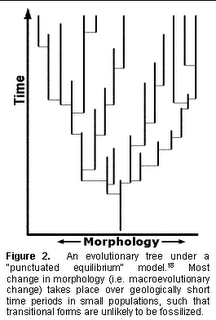 Time
Morphology
Figure 2. An evolutionary tree under a
"punctuated equilibrium" model.¹⁸ Most
change in morphology (i.e. macroevolutionary
change) takes place over geologically short
time periods in small populations, such that
transitional forms are unlikely to be fossilized.